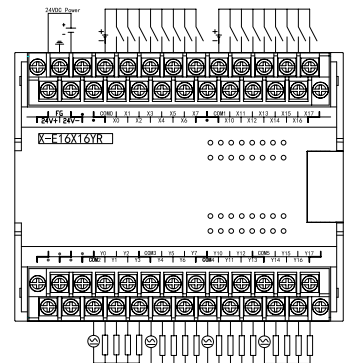 24VDC Power
FG COM0 X1 X3 X5 X7 COM1 X11 X13 X15 X17
24V+ 24V- X0 X2 X4 X6 X10 X12 X14 X16
X-E16X16YR
Y0 Y2 COM3 Y5 Y7 Y10 Y12 COM5 Y15 Y17
COM2 Y1 Y3 Y4 Y6 COM4 Y11 Y13 Y14 Y16